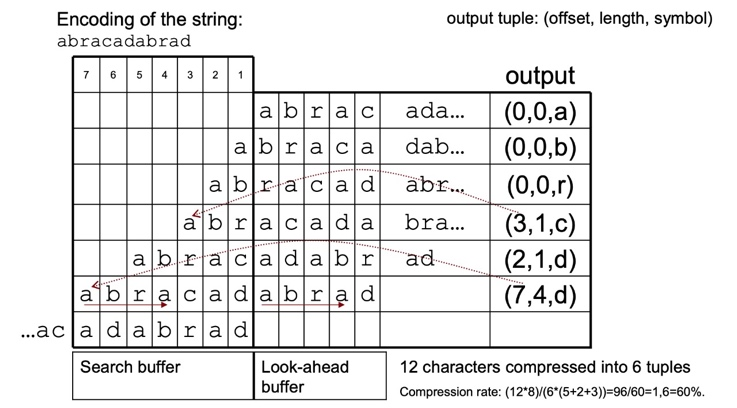 Encoding of the string:
output tuple: (offset, length, symbol)
abracadabrad
7 6 5 4 3 2 1
output
a b r a c ada... (0,0,a)
a b r a c a dab... (0,0,b)
a b r a c a d abr... (0,0,r)
a b r a c a d a bra... (3,1,c)
a b r a c a d a b r ad (2,1,d)
a b r a c a d a b r a d (7,4,d)
...ac a d a b r a d
Search buffer
Look-ahead
buffer
12 characters compressed into 6 tuples
Compression rate: (12*8)/(6*(5+2+3))=96/60=1,6=60%.